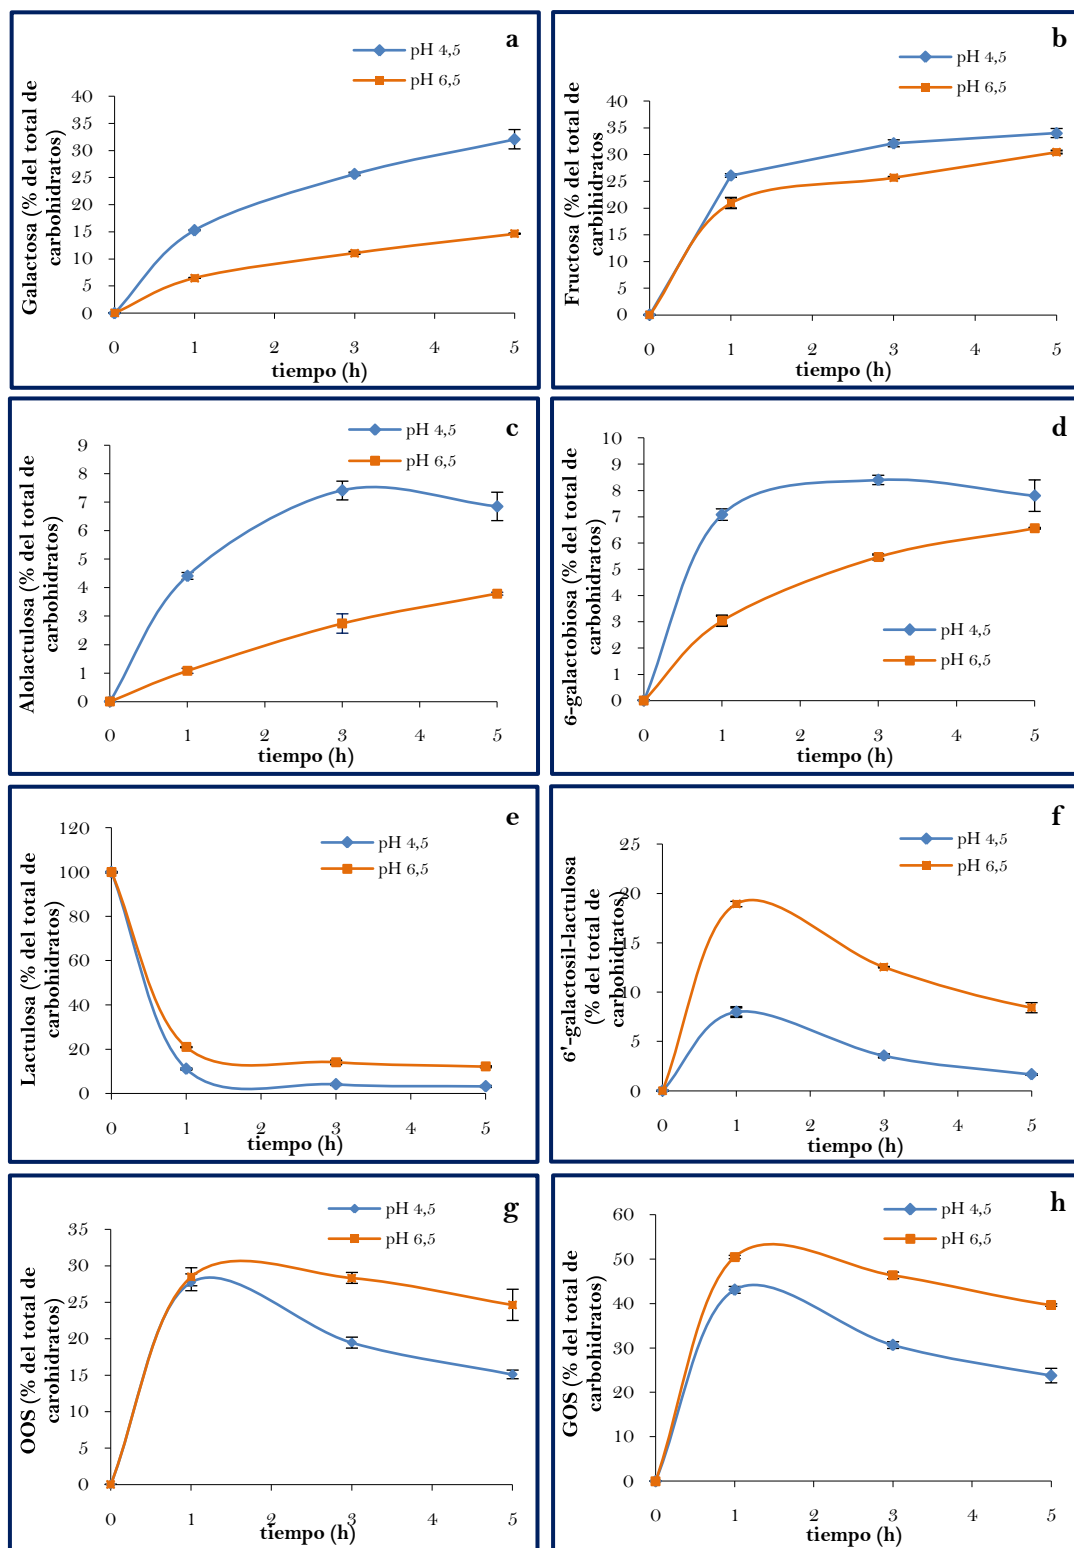 a
pH 4,5
pH 6,5
Galactosa (% del total de
carbohidratos)
40
35
30
25
20
15
10
5
0
0 1 2 3 4 5
tiempo (h)
b
pH 4,5
pH 6,5
Fructosa (% del total de
carbihidratos)
40
35
30
25
20
15
10
5
0
0 1 2 3 4 5
tiempo (h)
c
pH 4,5
pH 6,5
Alolactulosa (% del total de
carbohidratos)
9
8
7
6
5
4
3
2
1
0
0 1 2 3 4 5
tiempo (h)
d
pH 4,5
pH 6,5
6-galactobiosa (% del total de
carbohidratos)
10
9
8
7
6
5
4
3
2
1
0
0 1 2 3 4 5
tiempo (h)
e
pH 4,5
pH 6,5
Lactulosa (% del total de
carbohidratos)
120
100
80
60
40
20
0
0 1 2 3 4 5
tiempo (h)
f
pH 4,5
pH 6,5
6'-galactosil-lactulosa
(% del total de
carbohidratos)
25
20
15
10
5
0
0 1 2 3 4 5
tiempo (h)
g
pH 4,5
pH 6,5
OOS (% del total de
carohidratos)
35
30
25
20
15
10
5
0
0 1 2 3 4 5
tiempo (h)
h
pH 4,5
pH 6,5
GOS (% del total de
carbohidratos)
60
50
40
30
20
10
0
0 1 2 3 4 5
tiempo (h)